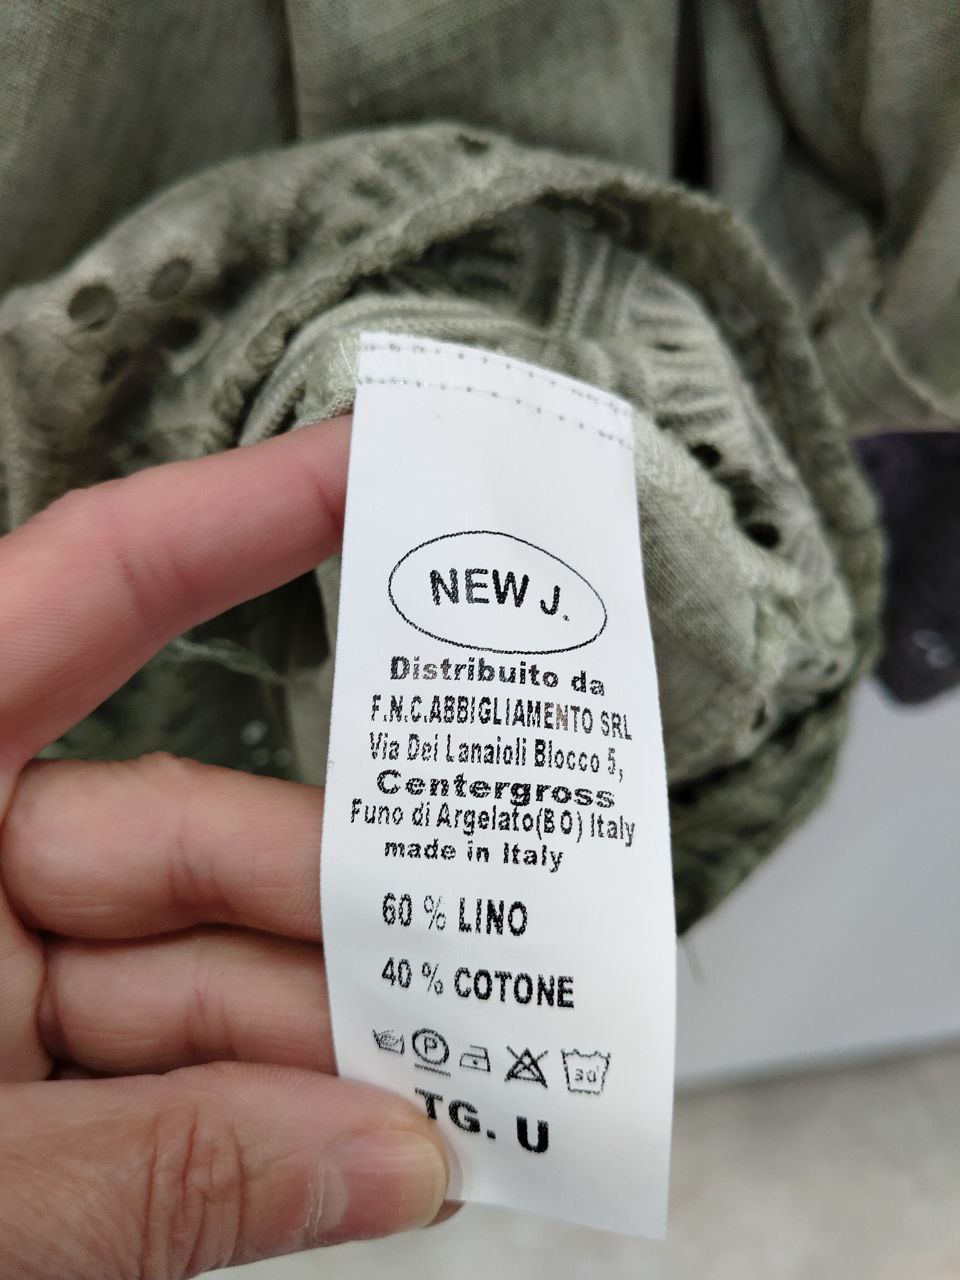 NEW J.
Distribuito da
F.N.C.ABBIGLIAMENTO SRL
Via Dei Lanaioli Blocco 5,
Centergross
Funo di Argelato(BO) Italy
made in Italy
60 % LINO
40 % COTONE
P 30
TG. U